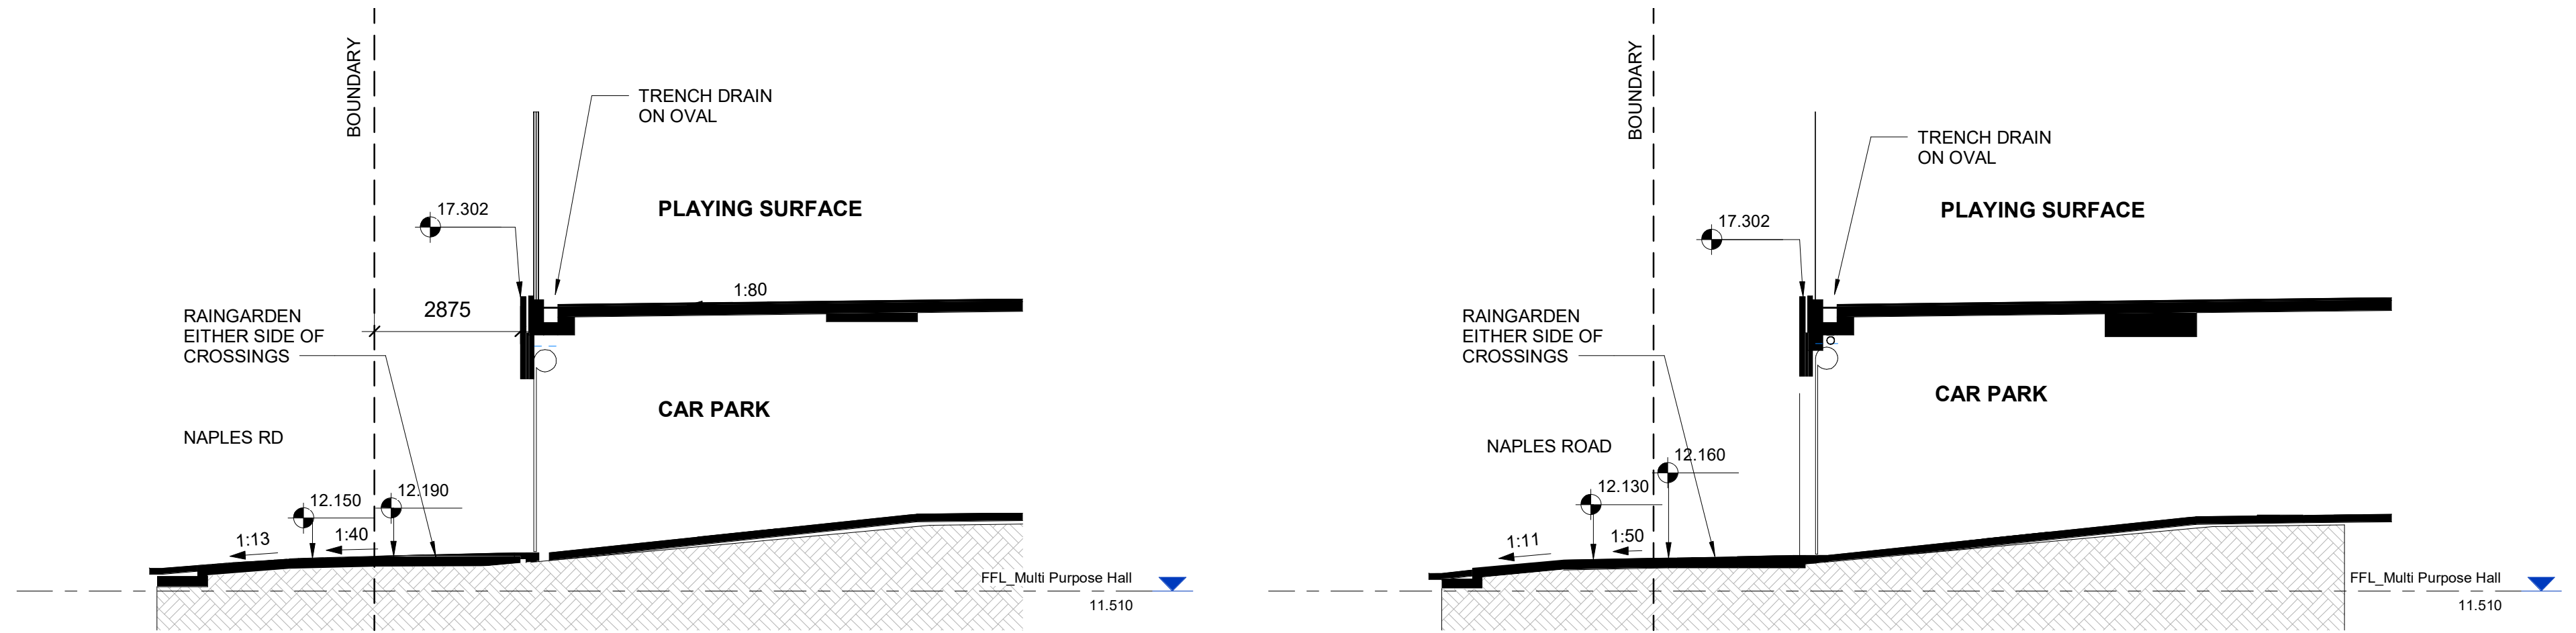 BOUNDARY
TRENCH DRAIN
ON OVAL
PLAYING SURFACE
17.302
1:80
2875
RAINGARDEN
EITHER SIDE OF
CROSSINGS
CAR PARK
NAPLES RD
12.190
12.150
1:40
1:13
FFL_Multi Purpose Hall
11.510
BOUNDARY
TRENCH DRAIN
ON OVAL
PLAYING SURFACE
17.302
RAINGARDEN
EITHER SIDE OF
CROSSINGS
CAR PARK
NAPLES ROAD
12.160
12.130
1:50
1:11
FFL_Multi Purpose Hall
11.510